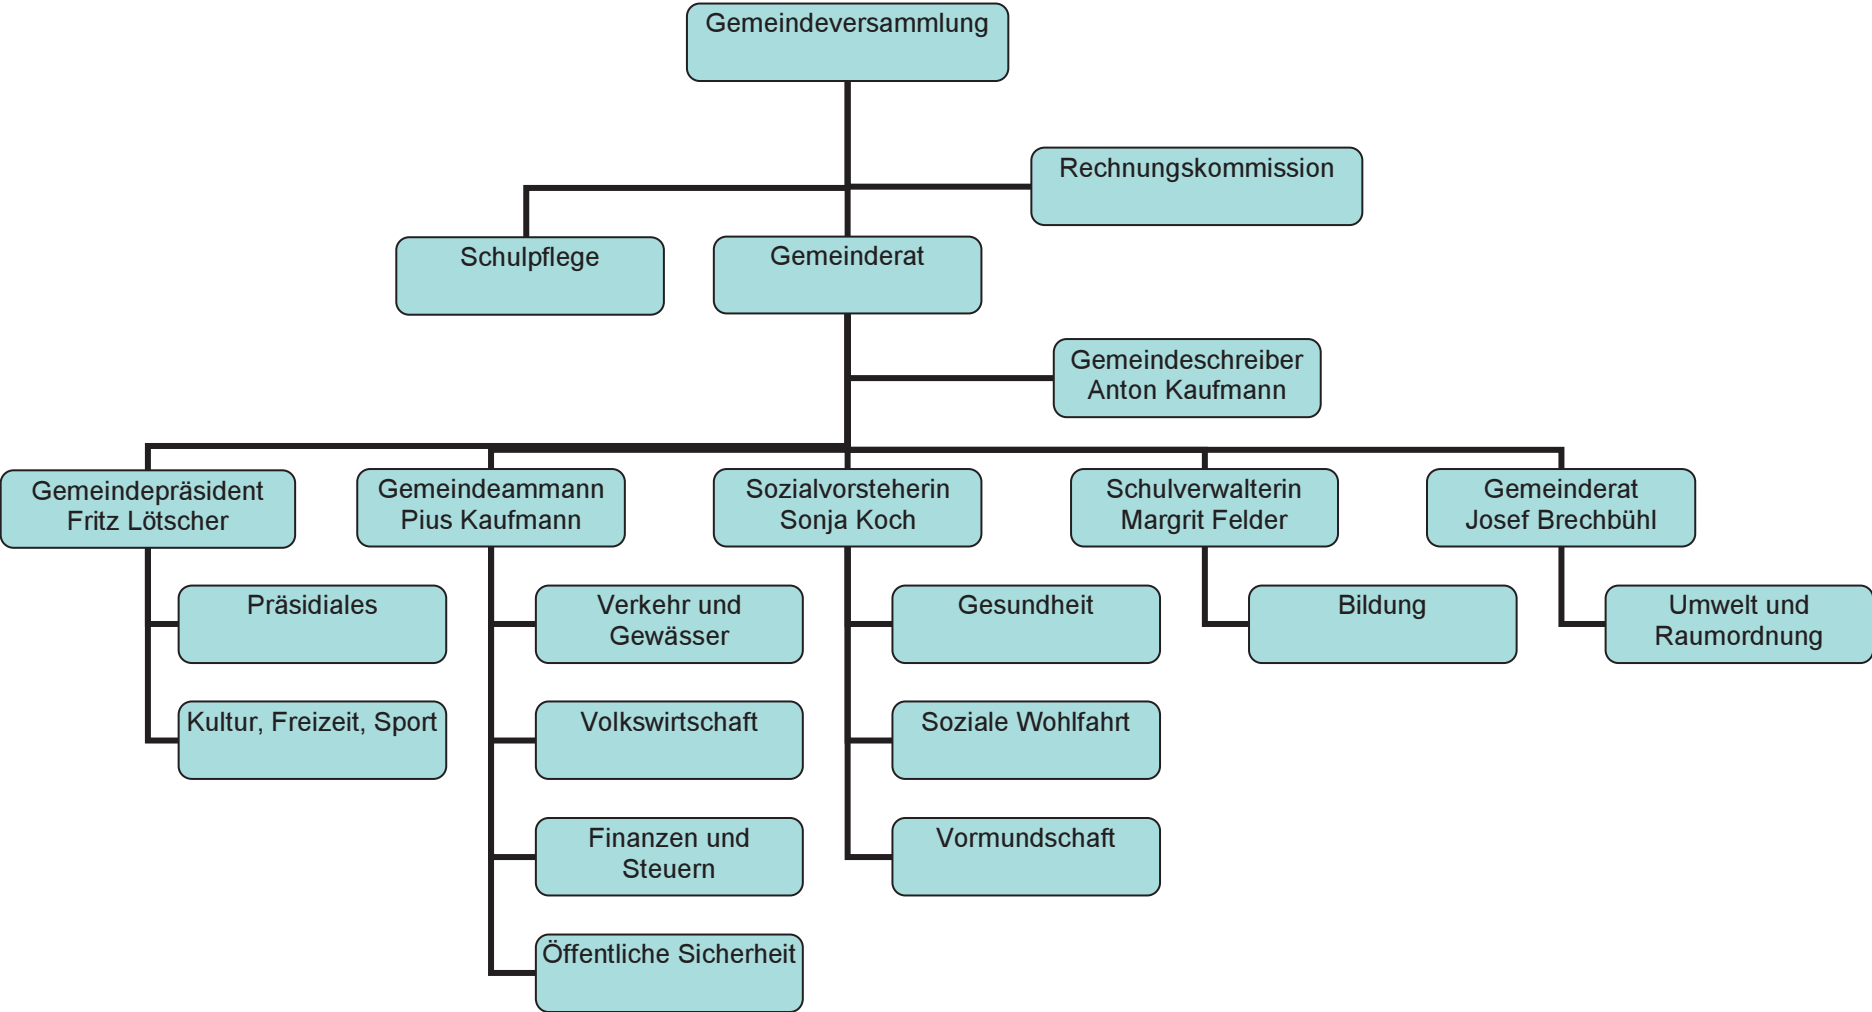 Gemeindeversammlung
Rechnungskommission
Schulpflege
Gemeinderat
Gemeindeschreiber
Anton Kaufmann
Gemeindepräsident
Fritz Lötscher
Gemeindeammann
Pius Kaufmann
Sozialvorsteherin
Sonja Koch
Schulverwalterin
Margrit Felder
Gemeinderat
Josef Brechbühl
Präsidiales
Verkehr und
Gewässer
Gesundheit
Bildung
Umwelt und
Raumordnung
Kultur, Freizeit, Sport
Volkswirtschaft
Soziale Wohlfahrt
Finanzen und
Steuern
Vormundschaft
Öffentliche Sicherheit